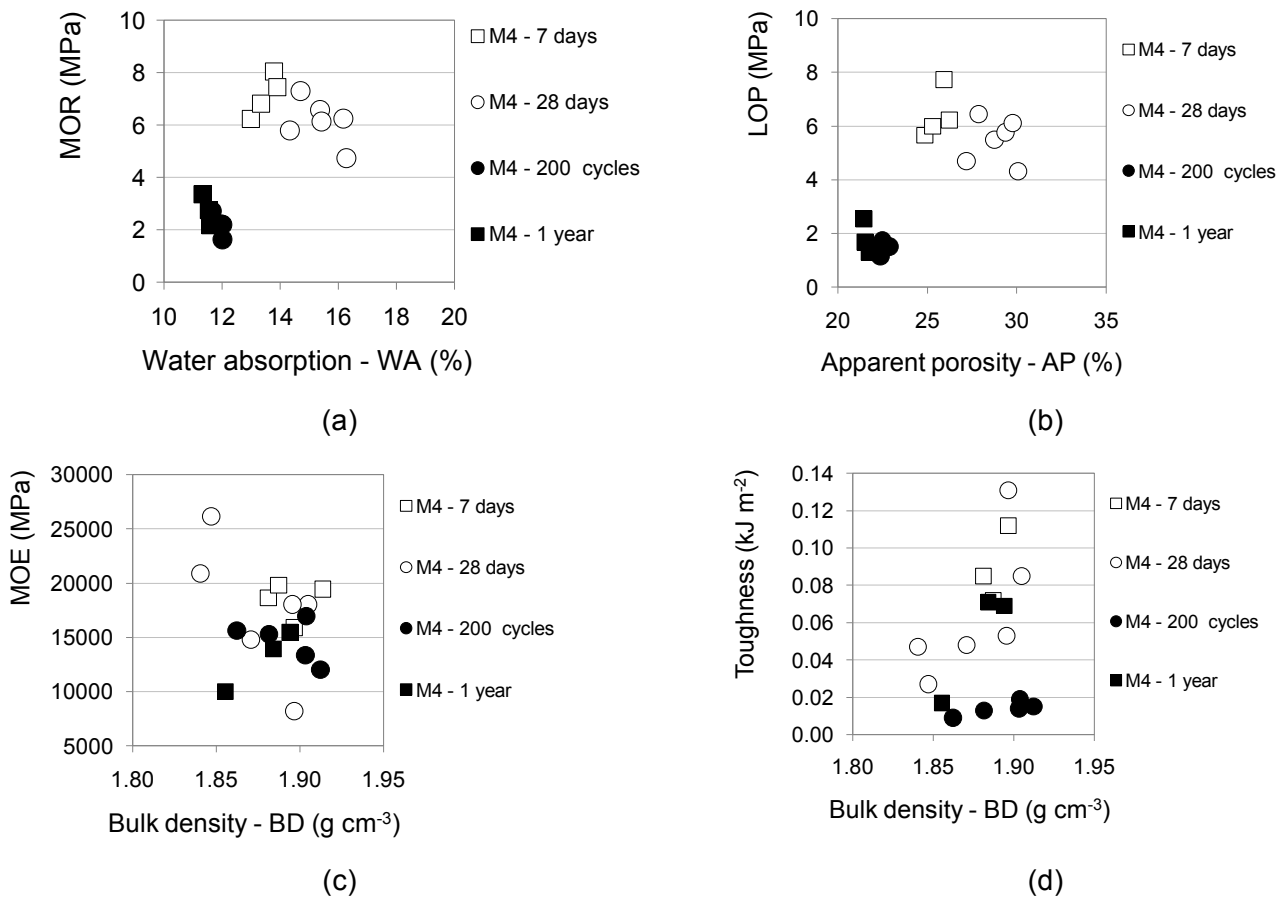 MOR (MPa)
10
8
6
4
2
0
10 12 14 16 18 20
Water absorption - WA (%)
M4 - 7 days
M4 - 28 days
M4 - 200 cycles
M4 - 1 year
(a)
LOP (MPa)
10
8
6
4
2
0
20 25 30 35
Apparent porosity - AP (%)
M4 - 7 days
M4 - 28 days
M4 - 200 cycles
M4 - 1 year
(b)
MOE (MPa)
30000
25000
20000
15000
10000
5000
1.80 1.85 1.90 1.95
Bulk density - BD (g cm-3)
M4 - 7 days
M4 - 28 days
M4 - 200 cycles
M4 - 1 year
(c)
Toughness (kJ m-2)
0.14
0.12
0.10
0.08
0.06
0.04
0.02
0.00
1.80 1.85 1.90 1.95
Bulk density - BD (g cm-3)
M4 - 7 days
M4 - 28 days
M4 - 200 cycles
M4 - 1 year
(d)